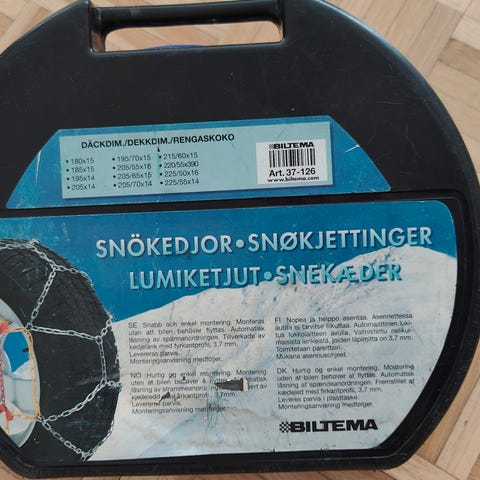 DÄCKDIM./DEKKDIM./RENGASKOKO
• 180x15 • 195/70x15 • 215/60x15
• 185x15 • 205/55x16 • 220/55x390
• 195x14 • 205/65x15 • 225/50x16
• 205x14 • 205/70x14 • 225/55x14
BILTEMA
Art. 37-126
www.biltema.com
SNÖKEDJOR • SNØKJETTINGER
LUMIKETJUT • SNEKÆDER
SE Snabb och enkel montering. Monteras
utan att bilen behöver flyttas. Automatisk
låsning av spännanordningen. Tillverkade av
kedjelänk med fyrkantprofil, 3,7 mm.
Levereras parvis.
Monteringsanvisning medföljer.
FI Nopea ja helppo asentaa. Asennettessa
autoa ei tarvitse liikuttaa. Automaattinen luki-
tus lukkolaitteen avulla. Valmistettu nelikul-
maisista lenkeistä, joiden läpimitta on 3,7 mm.
Toimitetaan pareittain.
Mukana asennusohjeet.
NO Hurtig og enkel montering. Montering
uten at bilen behøver å flyttes. Automatisk
låsning av strammeanordning
kjedeledd med firkantprofil, 3,7mm.
Leveres parvis.
Monteringsanvisning medfølger.
DK Hurtig og enkel montering. Mostering
uden at bilen behøver at flyttes. Automatisk
låsning af spændeanordningen. Fremstillet af
kædeled med firkantprofil, 3,7 mm.
Leveres parvis i plasttaske.
Monteringsanvisning medfølger.
BILTEMA